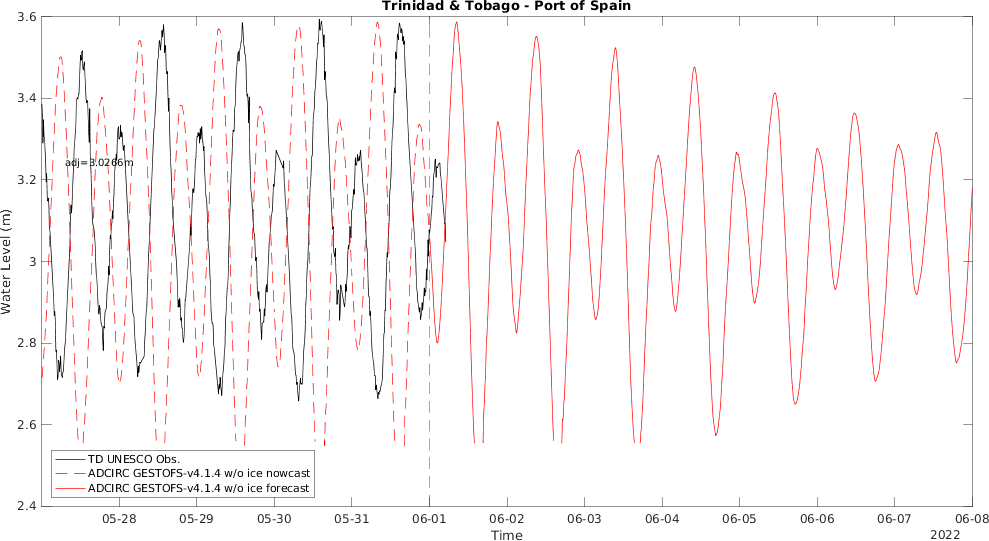 Trinidad & Tobago - Port of Spain
3.6
3.4
3.2
3
2.8
2.6
2.4
Water Level (m)
adj=3.0266m
TD UNESCO Obs.
ADCIRC GESTOFS-v4.1.4 w/o ice nowcast
ADCIRC GESTOFS-v4.1.4 w/o ice forecast
05-28 05-29 05-30 05-31 06-01 06-02 06-03 06-04 06-05 06-06 06-07 06-08
Time
2022